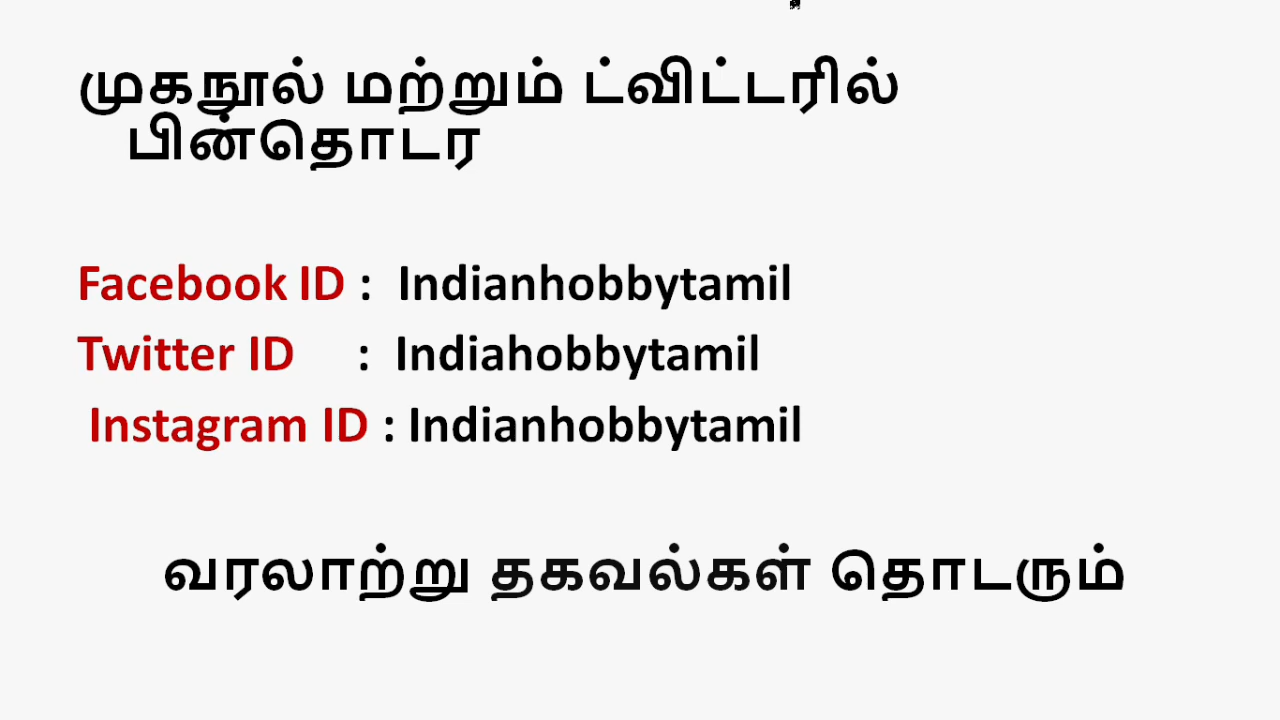 முகநூல் மற்றும் ட்விட்டரில்
பின்தொடர
Facebook ID : Indianhobbytamil
Twitter ID : Indiahobbytamil
Instagram ID : Indianhobbytamil
வரலாற்று தகவல்கள் தொடரும்